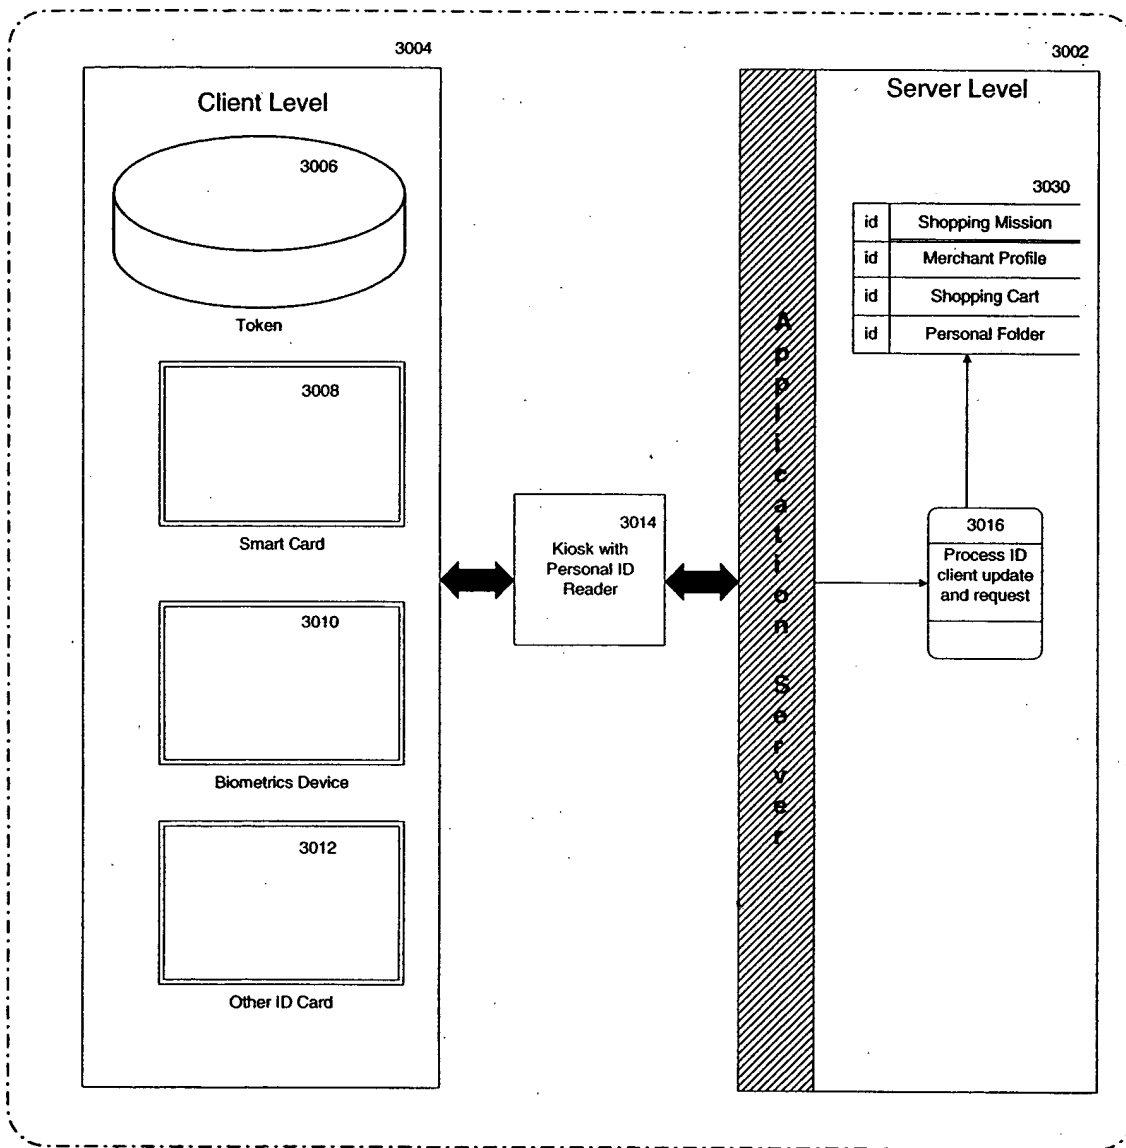 3004
Client Level
3006
Token
3008
Smart Card
3010
Biometrics Device
3012
Other ID Card
3014
Kiosk with
Personal ID
Reader
3002
Server Level
Application Server
3030
id Shopping Mission
id Merchant Profile
id Shopping Cart
id Personal Folder
3016
Process ID
client update
and request